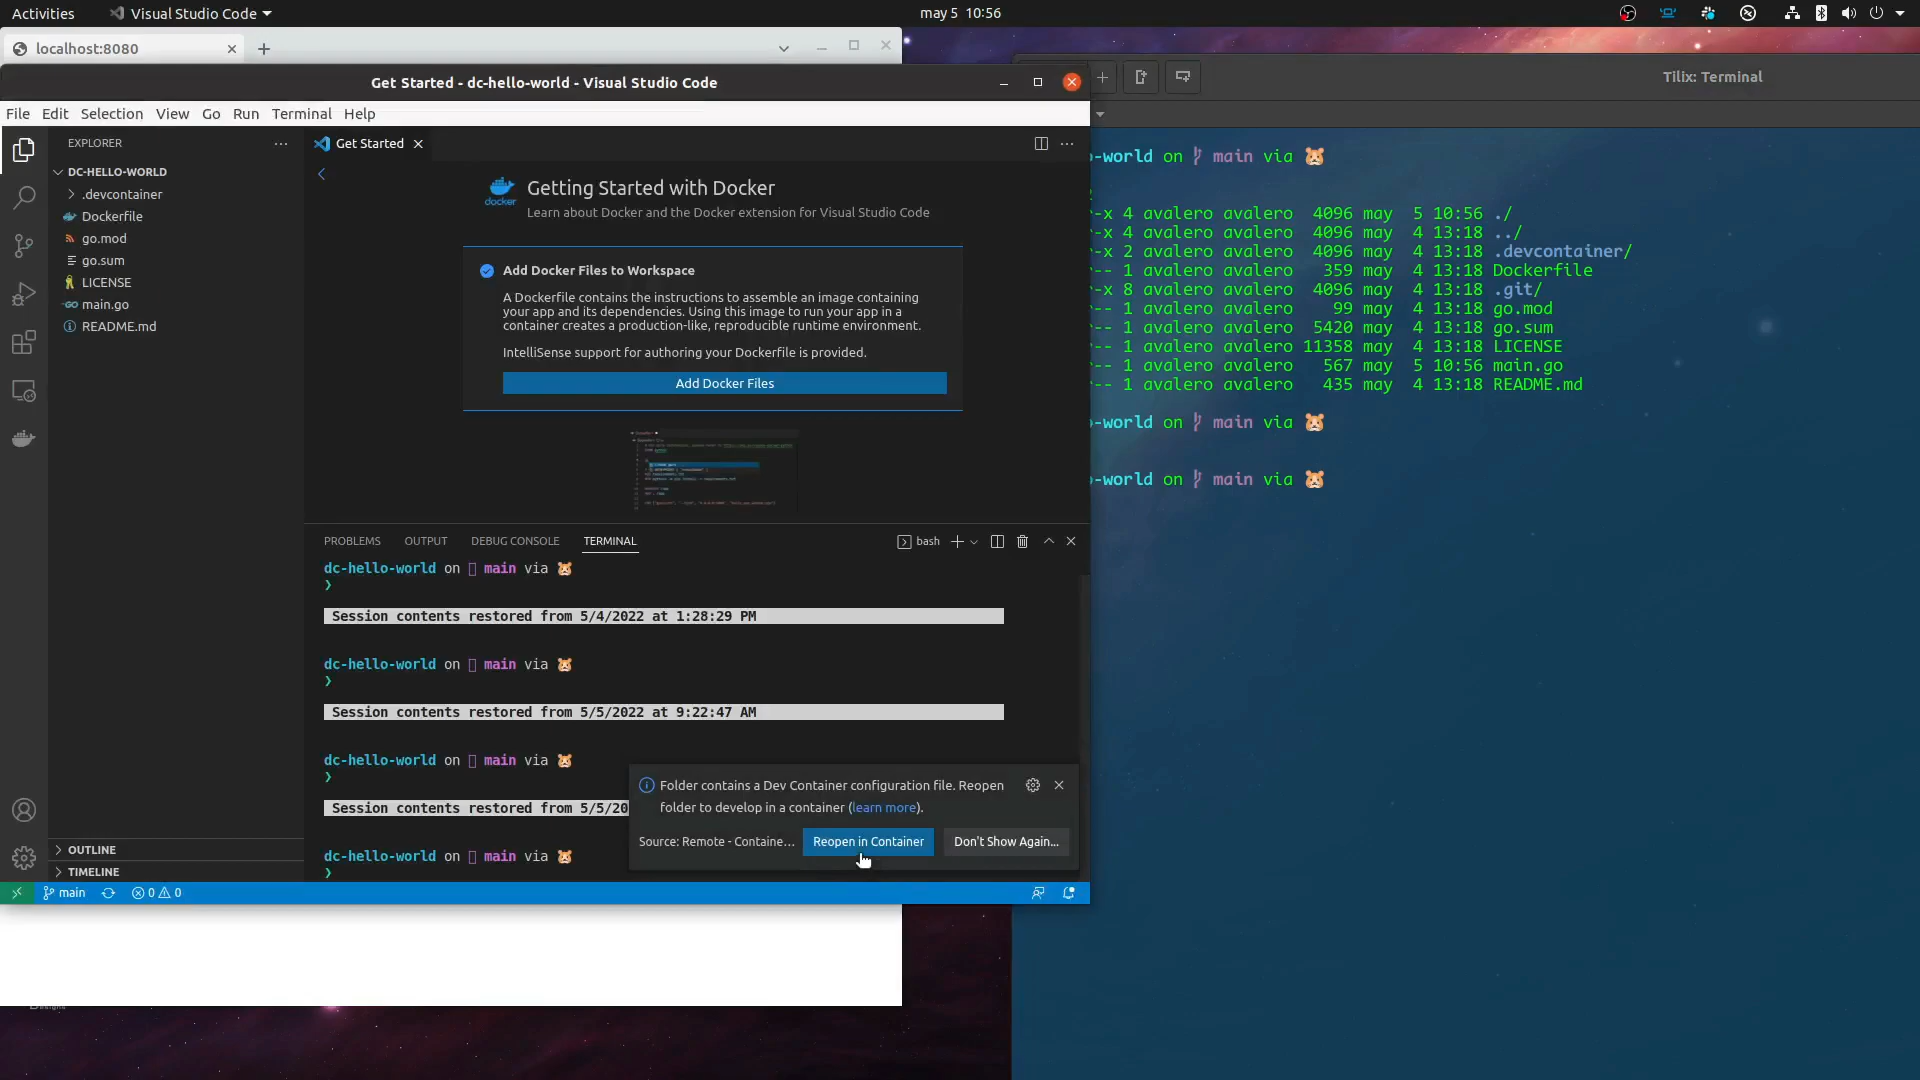 Activities
Visual Studio Code
may 5 10:56
localhost:8080
Get Started - dc-hello-world - Visual Studio Code
Tilix: Terminal
File Edit Selection View Go Run Terminal Help
EXPLORER
DC-HELLO-WORLD
.devcontainer
Dockerfile
go.mod
go.sum
LICENSE
main.go
README.md
OUTLINE
TIMELINE
Get Started
docker
Getting Started with Docker
Learn about Docker and the Docker extension for Visual Studio Code
Add Docker Files to Workspace
A Dockerfile contains the instructions to assemble an image containing
your app and its dependencies. Using this image to run your app in a
container creates a production-like, reproducible runtime environment.
IntelliSense support for authoring your Dockerfile is provided.
Add Docker Files
PROBLEMS OUTPUT DEBUG CONSOLE TERMINAL
bash
dc-hello-world on main via
❯
Session contents restored from 5/4/2022 at 1:28:29 PM
dc-hello-world on main via
❯
Session contents restored from 5/5/2022 at 9:22:47 AM
dc-hello-world on main via
❯
Session contents restored from 5/5/20
dc-hello-world on main via
❯
Folder contains a Dev Container configuration file. Reopen
folder to develop in a container (learn more).
Source: Remote - Containe...
Reopen in Container
Don't Show Again...
main
0 0
-world on main via
-x 4 avalero avalero 4096 may 5 10:56 ./
-x 4 avalero avalero 4096 may 4 13:18 ../
-x 2 avalero avalero 4096 may 4 13:18 .devcontainer/
-- 1 avalero avalero 359 may 4 13:18 Dockerfile
-x 8 avalero avalero 4096 may 4 13:18 .git/
-- 1 avalero avalero 99 may 4 13:18 go.mod
-- 1 avalero avalero 5420 may 4 13:18 go.sum
-- 1 avalero avalero 11358 may 4 13:18 LICENSE
-- 1 avalero avalero 567 may 5 10:56 main.go
-- 1 avalero avalero 435 may 4 13:18 README.md
-world on main via
-world on main via